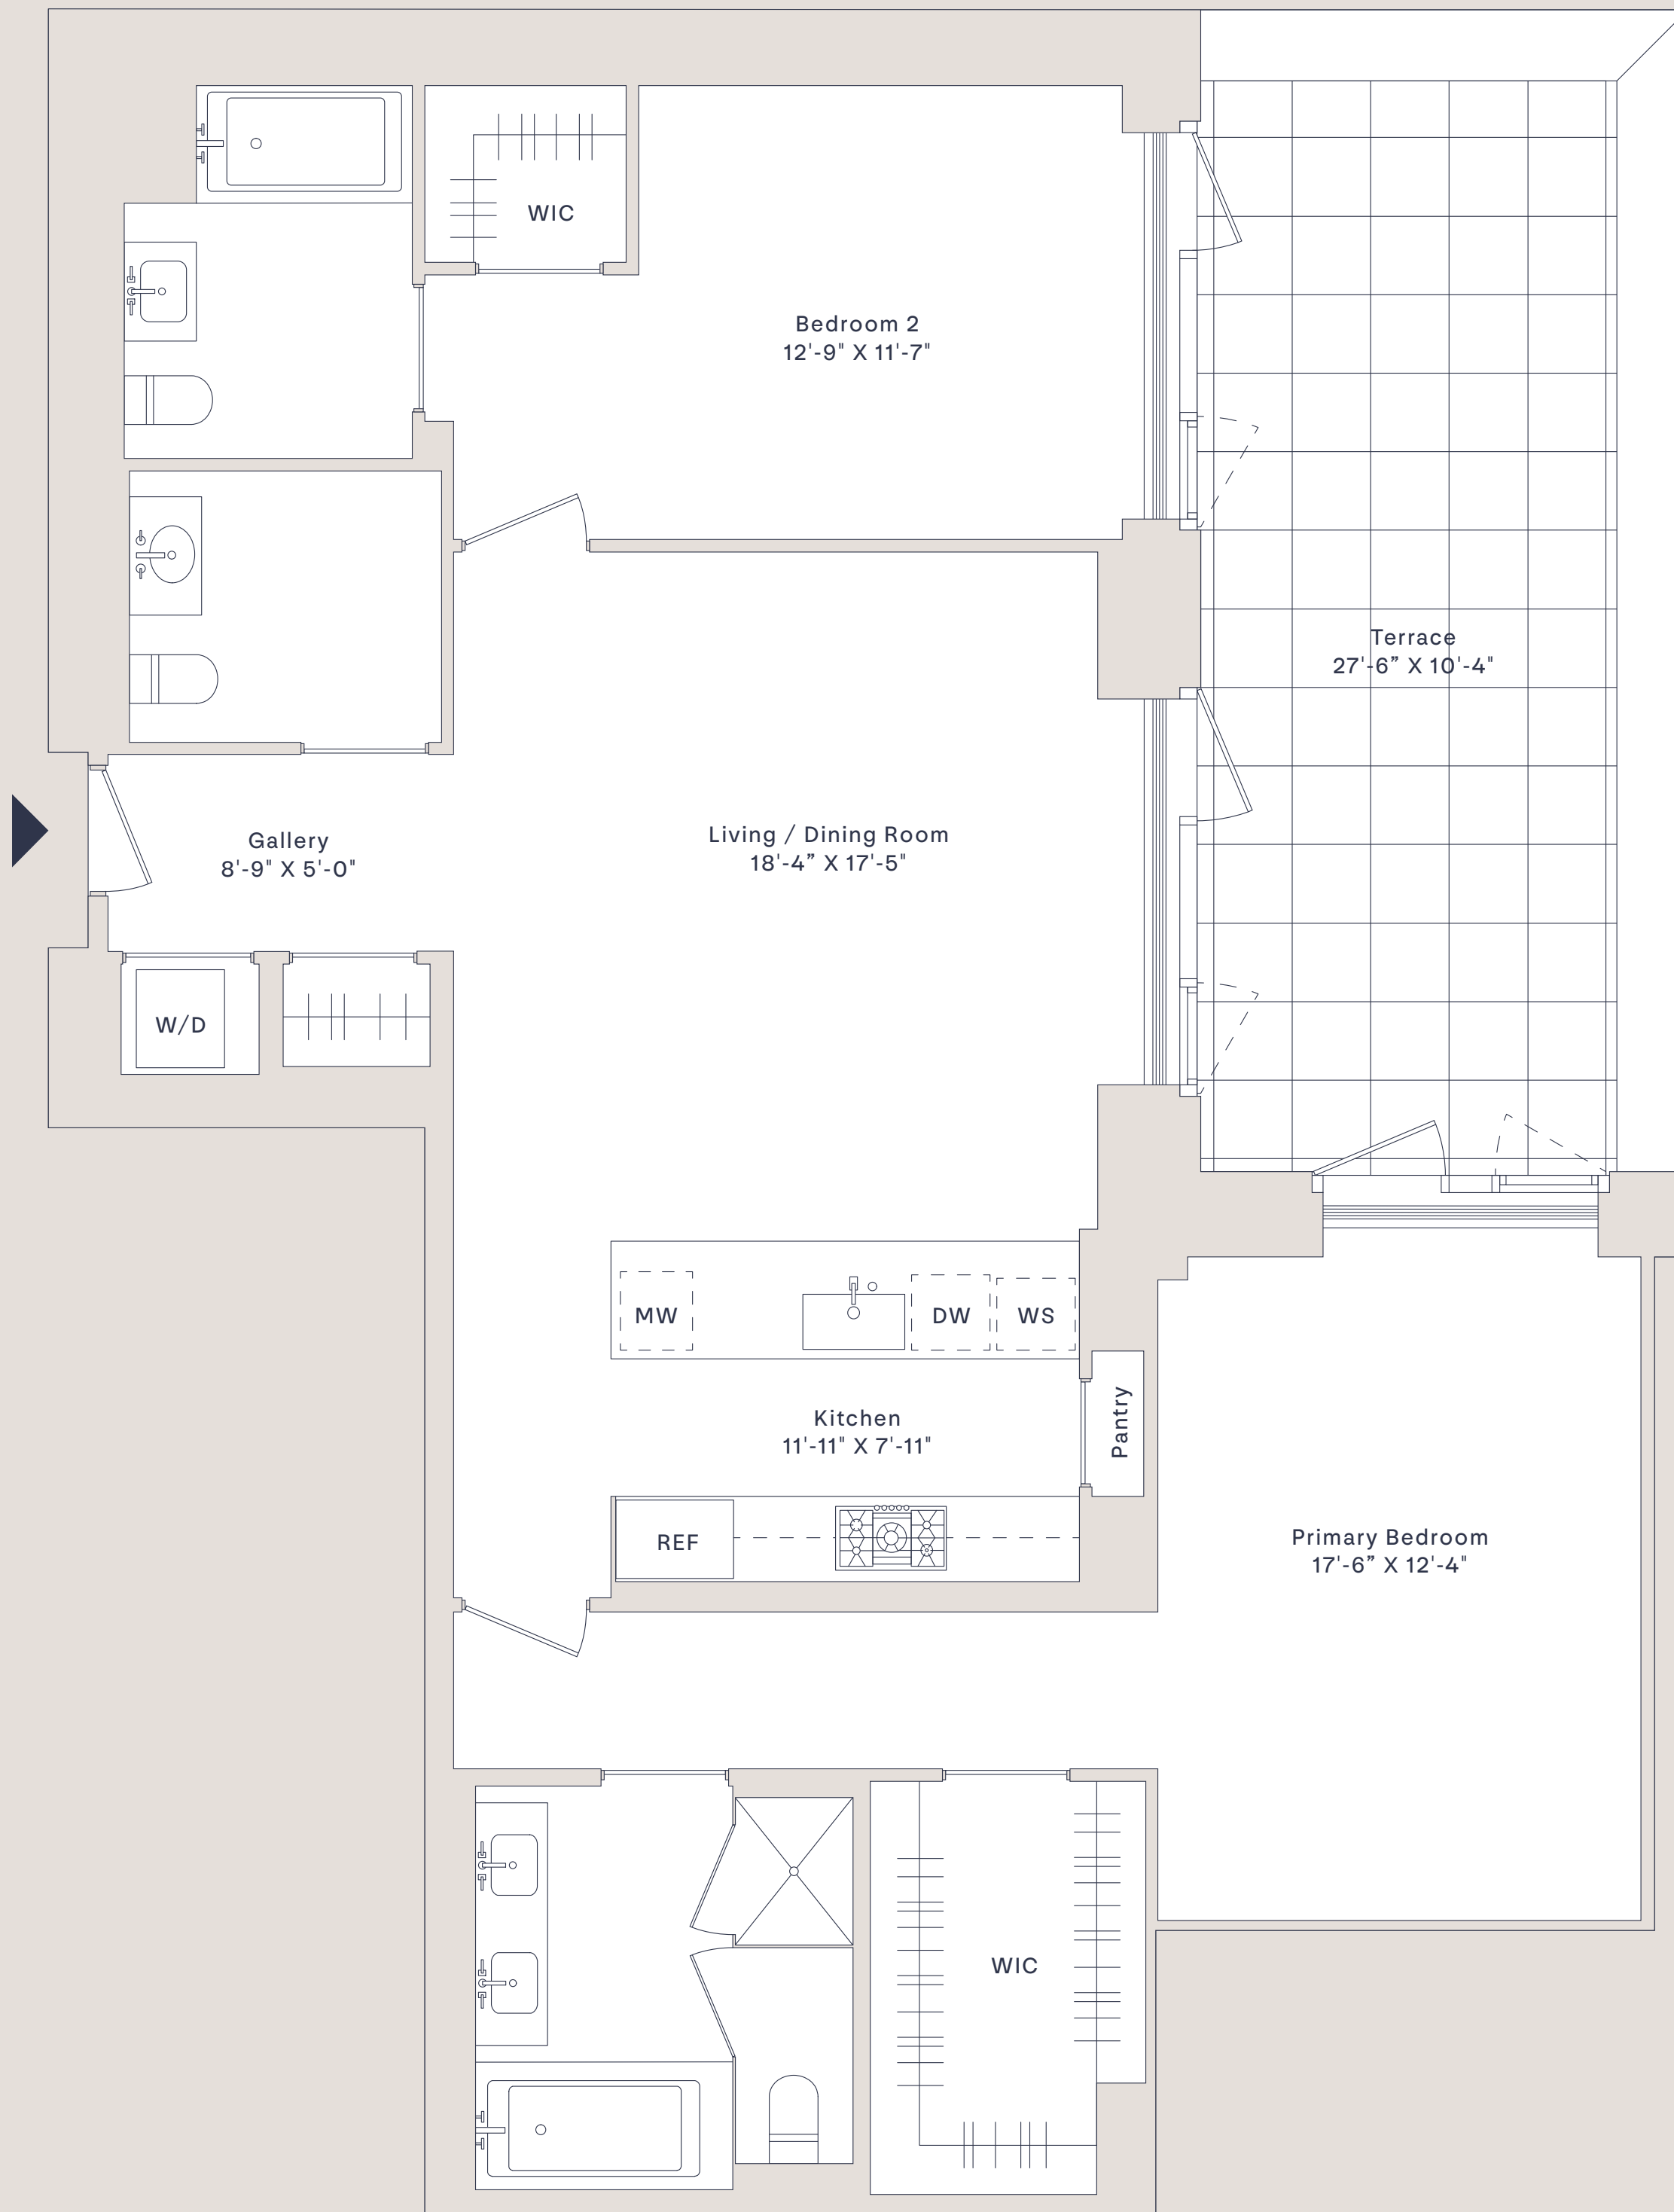 WIC
Bedroom 2
12'-9" X 11'-7"
Terrace
27'-6” X 10'-4"
Gallery
8'-9" X 5'-0"
Living / Dining Room
18'-4” X 17'-5"
W/D
MW
DW
WS
Kitchen
11'-11" X 7'-11"
Pantry
REF
Primary Bedroom
17'-6” X 12'-4"
WIC